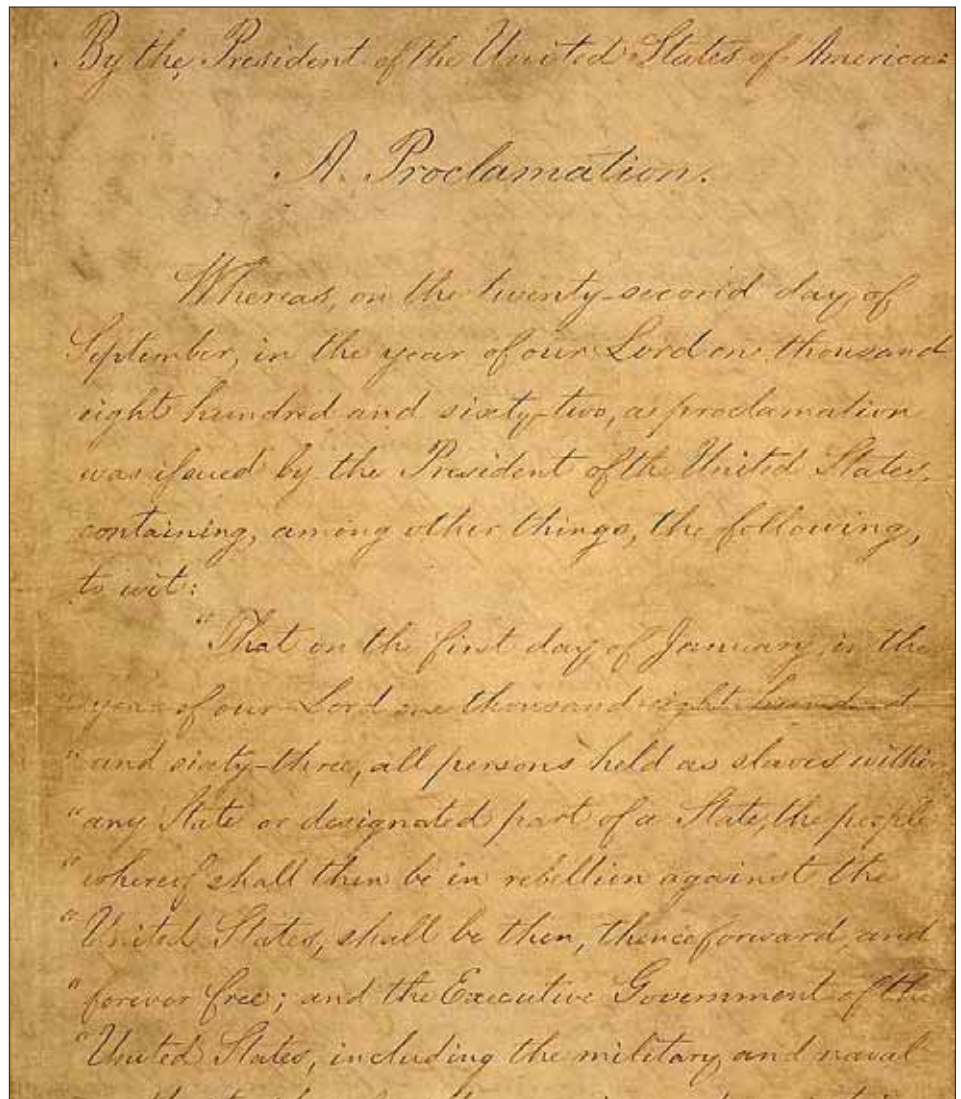 By the President of the United States of America:
A Proclamation.
Whereas, on the twenty-second day of
September, in the year of our Lord one thousand
eight hundred and sixty-two, a proclamation
was issued by the President of the United States,
containing, among other things, the following,
to wit:
"That on the first day of January, in the
"year of our Lord one thousand eight hundred
"and sixty-three, all persons held as slaves within
"any State or designated part of a State, the people
"whereof shall then be in rebellion against the
"United States, shall be then, thenceforward, and
"forever free; and the Executive Government of the
"United States, including the military and naval